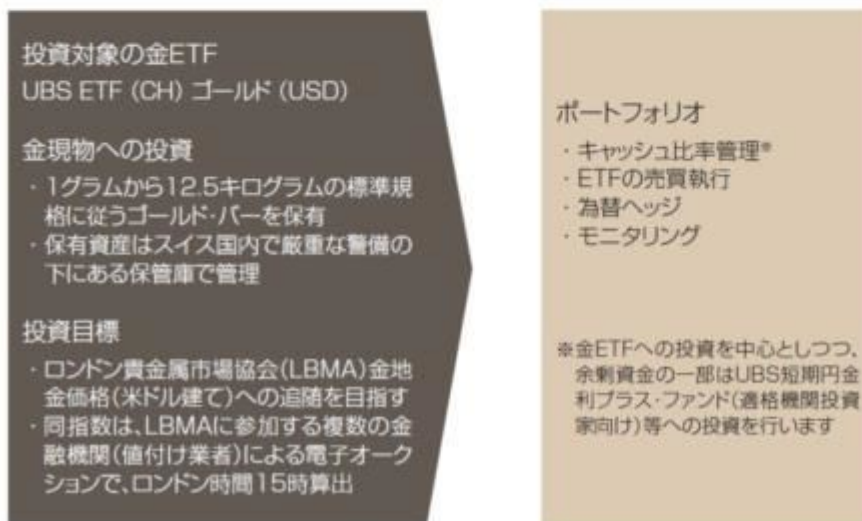 投資対象の金ETF
UBS ETF (CH) ゴールド (USD)
金現物への投資
・1グラムから12.5キログラムの標準規
格に従うゴールド・バーを保有
・保有資産はスイス国内で厳重な警備の
下にある保管庫で管理
投資目標
・ロンドン貴金属市場協会(LBMA)金地
金価格(米ドル建て)への追随を目指す
・同指数は、LBMAに参加する複数の金
融機関(値付け業者)による電子オーク
ションで、ロンドン時間15時算出
ポートフォリオ
・キャッシュ比率管理※
・ETFの売買執行
・為替ヘッジ
・モニタリング
※金ETFへの投資を中心としつつ、
余剰資金の一部はUBS短期円金
利プラス・ファンド(適格機関投資
家向け)等への投資を行います